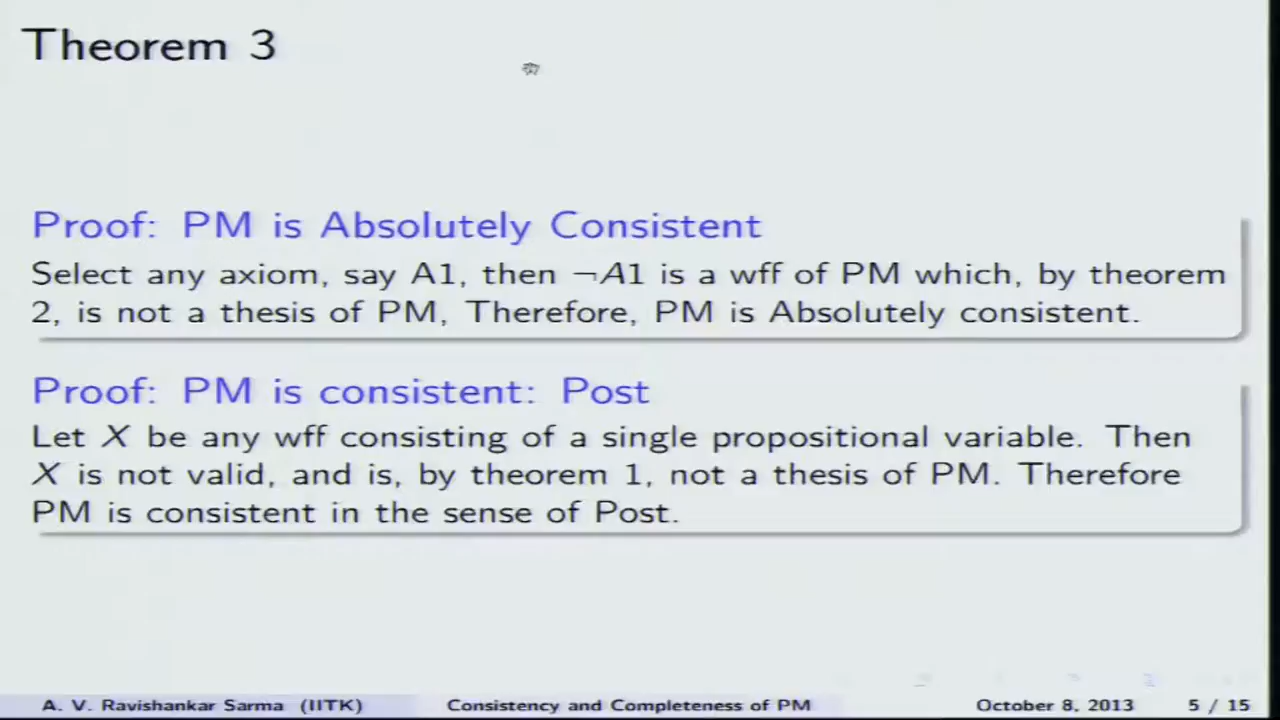 Theorem 3
Proof: PM is Absolutely Consistent
Select any axiom, say A1, then ¬A1 is a wff of PM which, by theorem
2, is not a thesis of PM, Therefore, PM is Absolutely consistent.
Proof: PM is consistent: Post
Let X be any wff consisting of a single propositional variable. Then
X is not valid, and is, by theorem 1, not a thesis of PM. Therefore
PM is consistent in the sense of Post.
A. V. Ravishankar Sarma (IITK) Consistency and Completeness of PM October 8, 2013 5 / 15